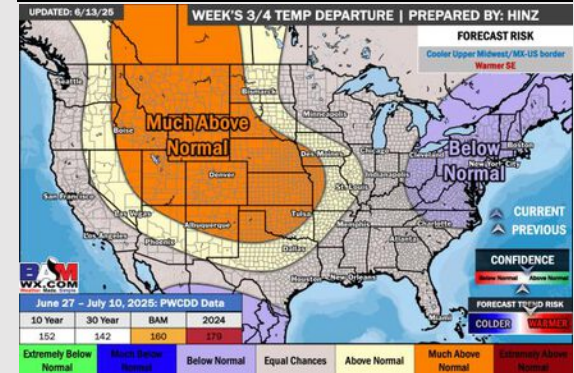 UPDATED: 6/13/25
WEEK'S 3/4 TEMP DEPARTURE | PREPARED BY: HINZ
FORECAST RISK
Cooler Upper Midwest/MX-US border
Warmer SE
Seattle
Bismarck
Minneapolis
Boise
Much Above
Normal
Des Moines
Chicago
Cleveland
Boston
New York City
Below
Normal
Denver
Indianapolis
St. Louis
San Francisco
Las Vegas
Tulsa
Albuquerque
Memphis
Charlotte
Los Angeles
Phoenix
Dallas
Atlanta
Houston
New Orleans
Miami
CURRENT
PREVIOUS
CONFIDENCE
Below Normal
Above Normal
FORECAST TREND RISK
COLDER
WARMER
BAM
WX.COM
Weather Made Simple
June 27 – July 10, 2025: PWCDD Data
10 Year 30 Year BAM 2024
152 142 160 179
Extremely Below Normal
Much Below Normal
Below Normal
Equal Chances
Above Normal
Much Above Normal
Extremely Above Normal